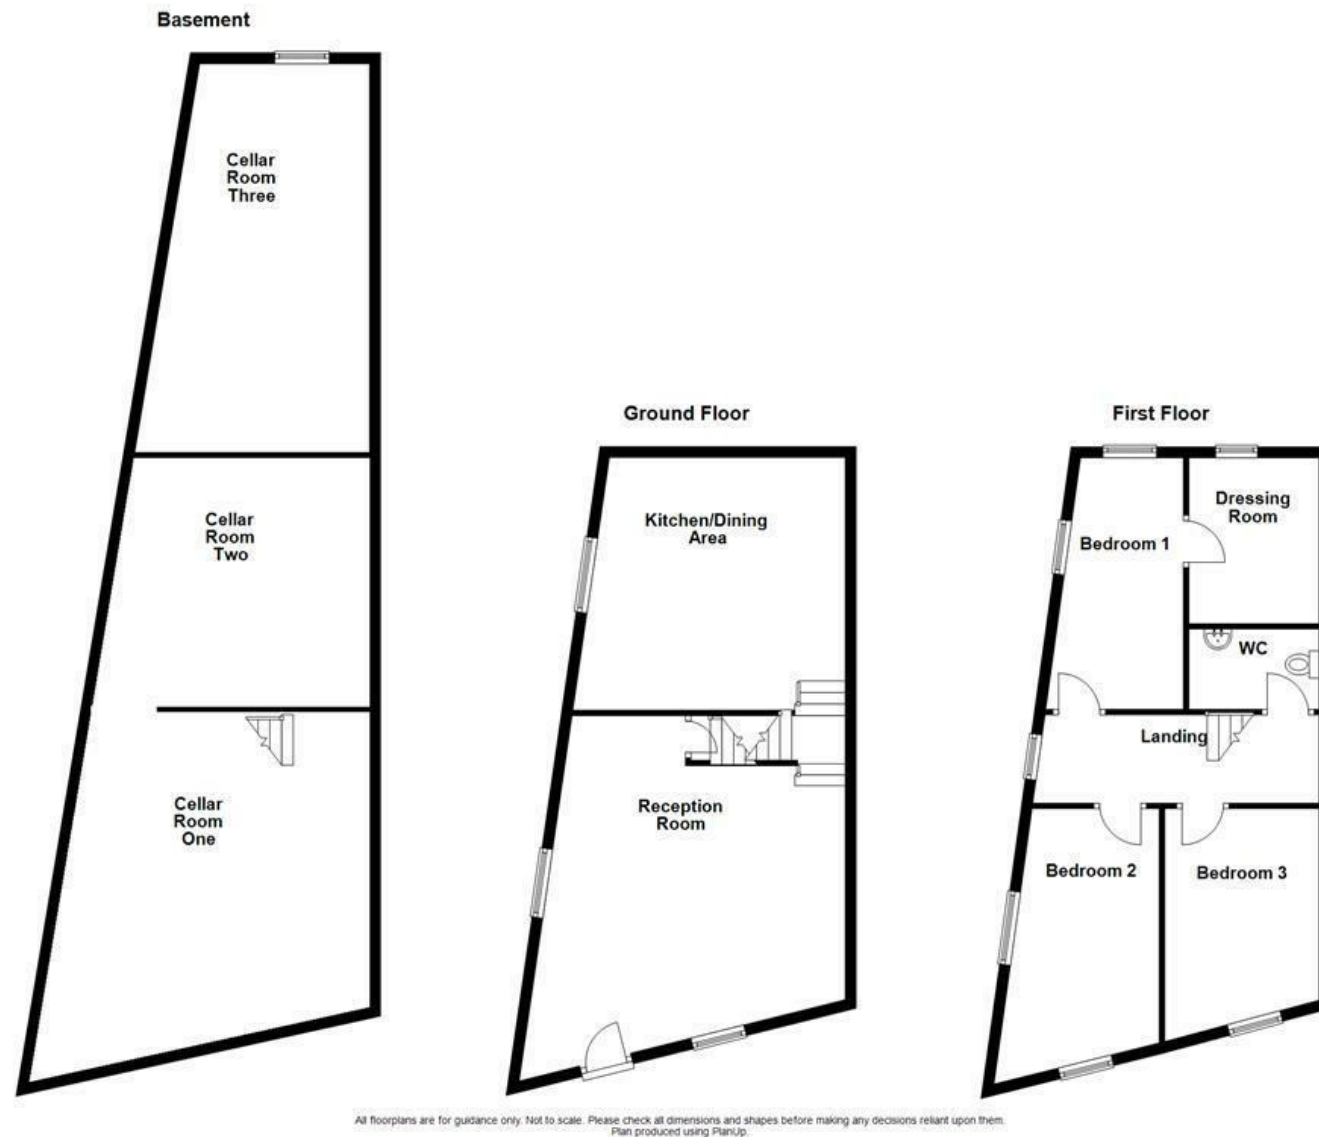 Basement
Cellar
Room
Three
Cellar
Room
Two
Cellar
Room
One
Ground Floor
Kitchen/Dining
Area
Reception
Room
First Floor
Bedroom 1
Dressing
Room
WC
Landing
Bedroom 2
Bedroom 3
All floorplans are for guidance only. Not to scale. Please check all dimensions and shapes before making any decisions reliant upon them.
Plan produced using PlanUp.